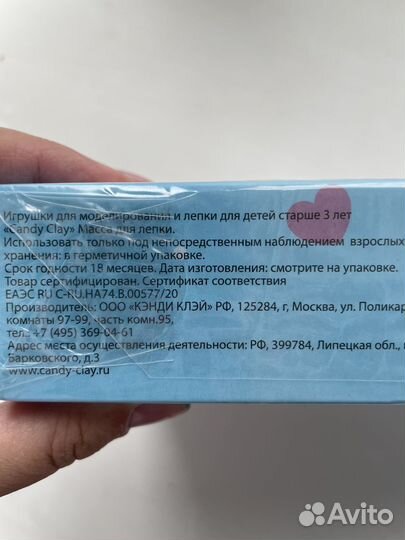 Игрушки для моделирования и лепки для детей старше 3 лет
«Candy Clay» Масса для лепки.
Использовать только под непосредственным наблюдением взрослых
хранения: в герметичной упаковке.
Срок годности 18 месяцев. Дата изготовления: смотрите на упаковке.
Товар сертифицирован. Сертификат соответствия
ЕАЭС RU C-RU.HA74.B.00577/20
Производитель: ООО «КЭНДИ КЛЭЙ» РФ, 125284, г, Москва, ул. Поликар
комнаты 97-99, часть комн.95,
тел.: +7 (495) 369-04-61
Адрес места осуществления деятельности: РФ, 399784, Липецкая обл., г
Барковского, д.3
www.candy-clay.ru
Avito